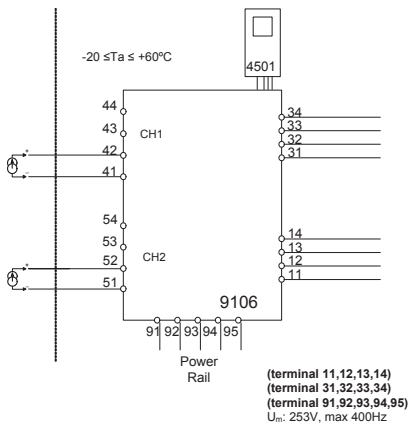 -20 ≤Ta ≤ +60ºC
4501
44
43
CH1
42
41
+
-
54
53
CH2
52
51
+
-
34
33
32
31
14
13
12
11
9106
91 92 93 94 95
Power
Rail
(terminal 11,12,13,14)
(terminal 31,32,33,34)
(terminal 91,92,93,94,95)
Um: 253V, max 400Hz